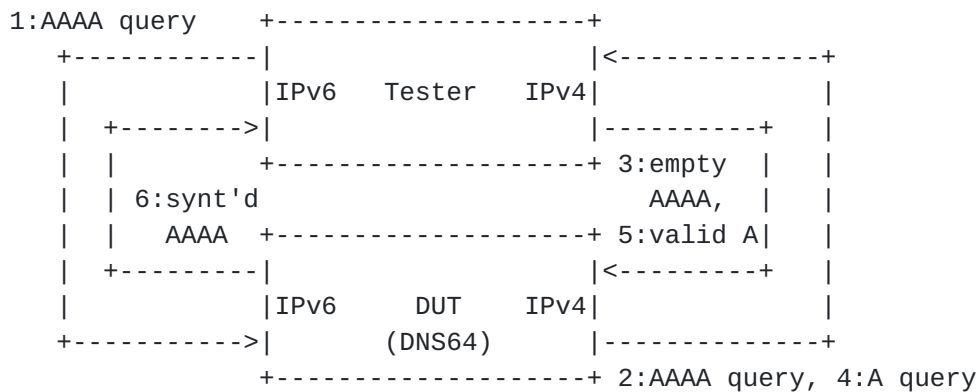 1:AAAA query
IPv6 Tester IPv4
3:empty
6:synt'd AAAA,
AAAA 5:valid A
IPv6 DUT IPv4
(DNS64)
2:AAAA query, 4:A query